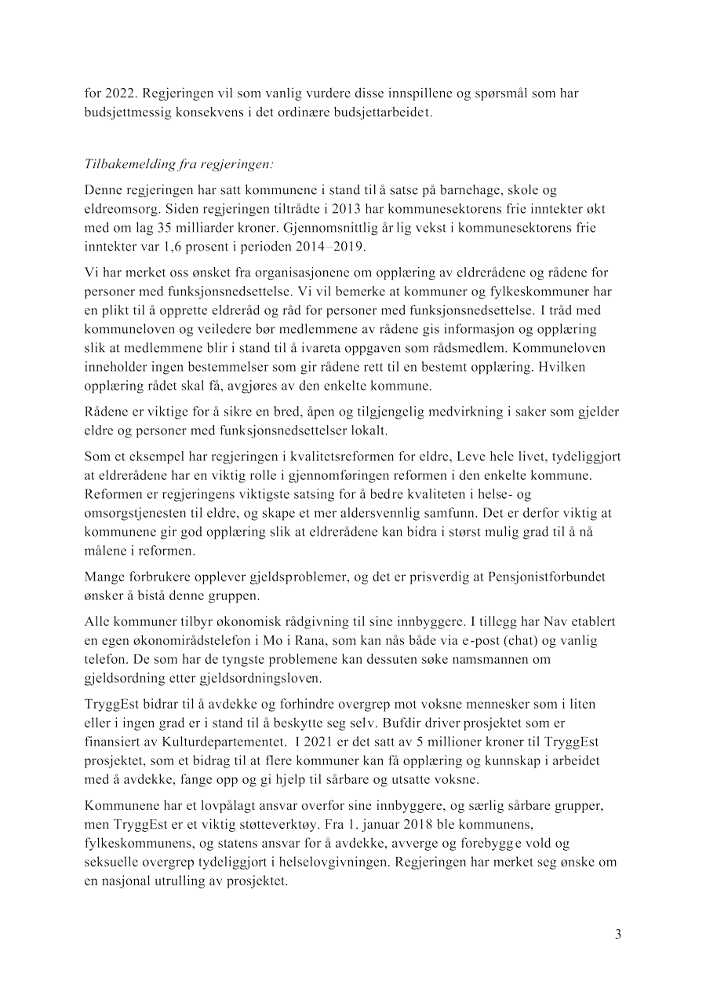 for 2022. Regjeringen vil som vanlig vurdere disse innspillene og spørsmål som har
budsjettmessig konsekvens i det ordinære budsjettarbeidet.
Tilbakemelding fra regjeringen:
Denne regjeringen har satt kommunene i stand til å satse på barnehage, skole og
eldreomsorg. Siden regjeringen tiltrådte i 2013 har kommunesektorens frie inntekter økt
med om lag 35 milliarder kroner. Gjennomsnittlig årlig vekst i kommunesektorens frie
inntekter var 1,6 prosent i perioden 2014–2019.
Vi har merket oss ønsket fra organisasjonene om opplæring av eldrerådene og rådene for
personer med funksjonsnedsettelse. Vi vil bemerke at kommuner og fylkeskommuner har
en plikt til å opprette eldreråd og råd for personer med funksjonsnedsettelse. I tråd med
kommuneloven og veiledere bør medlemmene av rådene gis informasjon og opplæring
slik at medlemmene blir i stand til å ivareta oppgaven som rådsmedlem. Kommuneloven
inneholder ingen bestemmelser som gir rådene rett til en bestemt opplæring. Hvilken
opplæring rådet skal få, avgjøres av den enkelte kommune.
Rådene er viktige for å sikre en bred, åpen og tilgjengelig medvirkning i saker som gjelder
eldre og personer med funksjonsnedsettelser lokalt.
Som et eksempel har regjeringen i kvalitetsreformen for eldre, Leve hele livet, tydeliggjort
at eldrerådene har en viktig rolle i gjennomføringen reformen i den enkelte kommune.
Reformen er regjeringens viktigste satsing for å bedre kvaliteten i helse- og
omsorgstjenesten til eldre, og skape et mer aldersvennlig samfunn. Det er derfor viktig at
kommunene gir god opplæring slik at eldrerådene kan bidra i størst mulig grad til å nå
målene i reformen.
Mange forbrukere opplever gjeldsproblemer, og det er prisverdig at Pensjonistforbundet
ønsker å bistå denne gruppen.
Alle kommuner tilbyr økonomisk rådgivning til sine innbyggere. I tillegg har Nav etablert
en egen økonomirådstelefon i Mo i Rana, som kan nås både via e-post (chat) og vanlig
telefon. De som har de tyngste problemene kan dessuten søke namsmannen om
gjeldsordning etter gjeldsordningsloven.
TryggEst bidrar til å avdekke og forhindre overgrep mot voksne mennesker som i liten
eller i ingen grad er i stand til å beskytte seg selv. Bufdir driver prosjektet som er
finansiert av Kulturdepartementet.  I 2021 er det satt av 5 millioner kroner til TryggEst
prosjektet, som et bidrag til at flere kommuner kan få opplæring og kunnskap i arbeidet
med å avdekke, fange opp og gi hjelp til sårbare og utsatte voksne.
Kommunene har et lovpålagt ansvar overfor sine innbyggere, og særlig sårbare grupper,
men TryggEst er et viktig støtteverktøy. Fra 1. januar 2018 ble kommunens,
fylkeskommunens, og statens ansvar for å avdekke, avverge og forebygge vold og
seksuelle overgrep tydeliggjort i helselovgivningen. Regjeringen har merket seg ønske om
en nasjonal utrulling av prosjektet.
3